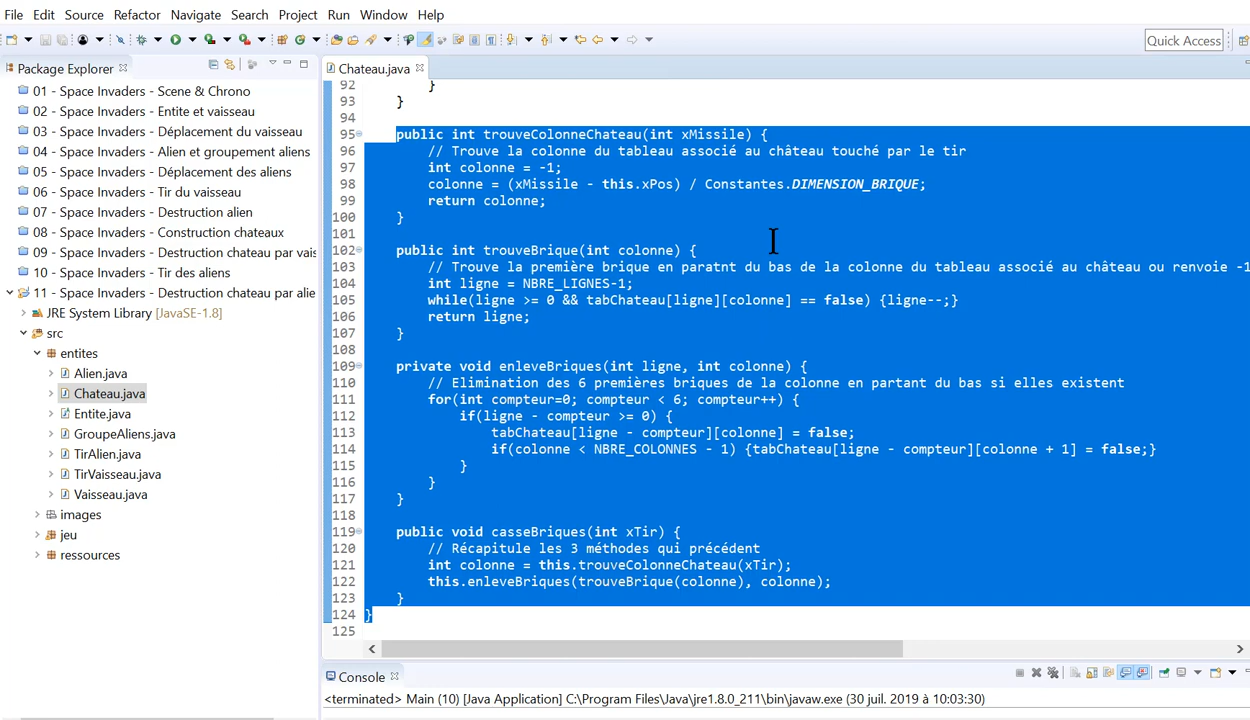 File Edit Source Refactor Navigate Search Project Run Window Help
Quick Access
Package Explorer
Chateau.java
01 - Space Invaders - Scene & Chrono
02 - Space Invaders - Entite et vaisseau
03 - Space Invaders - Déplacement du vaisseau
04 - Space Invaders - Alien et groupement aliens
05 - Space Invaders - Déplacement des aliens
06 - Space Invaders - Tir du vaisseau
07 - Space Invaders - Destruction alien
08 - Space Invaders - Construction chateaux
09 - Space Invaders - Destruction chateau par vais
10 - Space Invaders - Tir des aliens
11 - Space Invaders - Destruction chateau par alie
JRE System Library [JavaSE-1.8]
src
entites
Alien.java
Chateau.java
Entite.java
GroupeAliens.java
TirAlien.java
TirVaisseau.java
Vaisseau.java
images
jeu
ressources
92 }
93 }
94
95 public int trouveColonneChateau(int xMissile) {
96 // Trouve la colonne du tableau associé au château touché par le tir
97 int colonne = -1;
98 colonne = (xMissile - this.xPos) / Constantes.DIMENSION_BRIQUE;
99 return colonne;
100 }
101
102 public int trouveBrique(int colonne) {
103 // Trouve la première brique en paratnt du bas de la colonne du tableau associé au château ou renvoie -1
104 int ligne = NBRE_LIGNES-1;
105 while(ligne >= 0 && tabChateau[ligne][colonne] == false) {ligne--;}
106 return ligne;
107 }
108
109 private void enleveBriques(int ligne, int colonne) {
110 // Elimination des 6 premières briques de la colonne en partant du bas si elles existent
111 for(int compteur=0; compteur < 6; compteur++) {
112 if(ligne - compteur >= 0) {
113 tabChateau[ligne - compteur][colonne] = false;
114 if(colonne < NBRE_COLONNES - 1) {tabChateau[ligne - compteur][colonne + 1] = false;}
115 }
116 }
117 }
118
119 public void casseBriques(int xTir) {
120 // Récapitule les 3 méthodes qui précédent
121 int colonne = this.trouveColonneChateau(xTir);
122 this.enleveBriques(trouveBrique(colonne), colonne);
123 }
124 }
125
Console
<terminated> Main (10) [Java Application] C:\Program Files\Java\jre1.8.0_211\bin\javaw.exe (30 juil. 2019 à 10:03:30)